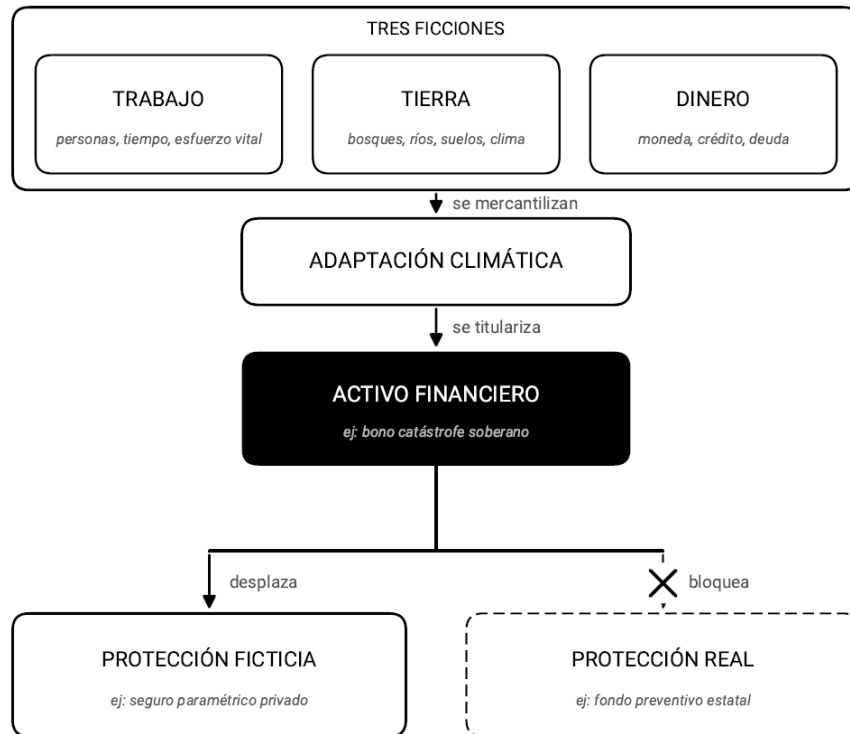 TRES FICCIONES
TRABAJO
personas, tiempo, esfuerzo vital
TIERRA
bosques, ríos, suelos, clima
DINERO
moneda, crédito, deuda
se mercantilizan
ADAPTACIÓN CLIMÁTICA
se titulariza
ACTIVO FINANCIERO
ej: bono catástrofe soberano
desplaza
bloquea
PROTECCIÓN FICTICIA
ej: seguro paramétrico privado
PROTECCIÓN REAL
ej: fondo preventivo estatal